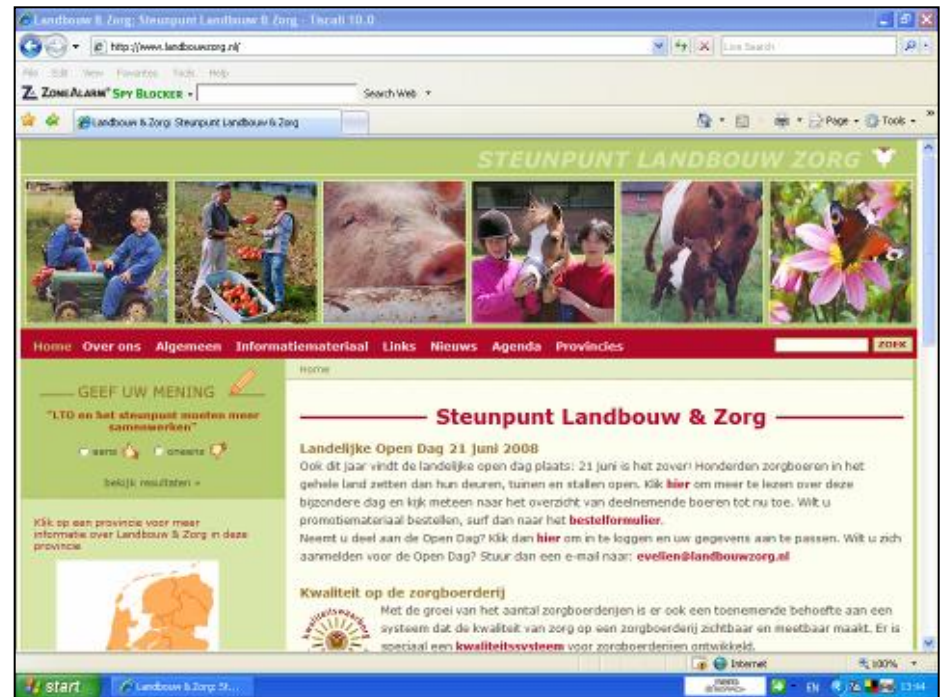 Landbouw & Zorg: Steunpunt Landbouw & Zorg - Tiscali 10.0
http://www.landbouwzorg.nl/
Live Search
File Edit View Favorites Tools Help
ZONEALARM SPY BLOCKER
Search Web
Landbouw & Zorg: Steunpunt Landbouw & Zorg
Page Tools
STEUNPUNT LANDBOUW ZORG
Home Over ons Algemeen Informatiemateriaal Links Nieuws Agenda Provincies
ZOEK
Home
GEEF UW MENING
"LTO en het steunpunt moeten meer
samenwerken"
eens oneens
bekijk resultaten »
Klik op een provincie voor meer
informatie over Landbouw & Zorg in deze
provincie
Steunpunt Landbouw & Zorg
Landelijke Open Dag 21 juni 2008
Ook dit jaar vindt de landelijke open dag plaats: 21 juni is het zover! Honderden zorgboeren in het
gehele land zetten dan hun deuren, tuinen en stallen open. Klik hier om meer te lezen over deze
bijzondere dag en kijk meteen naar het overzicht van deelnemende boeren tot nu toe. Wilt u
promotiemateriaal bestellen, surf dan naar het bestelformulier.
Neemt u deel aan de Open Dag? Klik dan hier om in te loggen en uw gegevens aan te passen. Wilt u zich
aanmelden voor de Open Dag? Stuur dan een e-mail naar: evelien@landbouwzorg.nl
Kwaliteit op de zorgboerderij
Met de groei van het aantal zorgboerderijen is er ook een toenemende behoefte aan een
systeem dat de kwaliteit van zorg op een zorgboerderij zichtbaar en meetbaar maakt. Er is
speciaal een kwaliteitssysteem voor zorgboerderijen ontwikkeld.
Internet
100%
start
Landbouw & Zorg: St...
EN
13:44